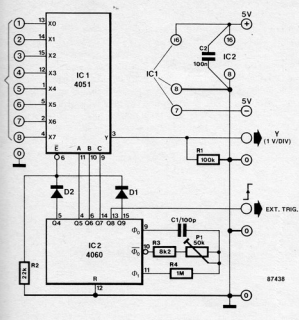 1 13 X0
2 14 X1
3 15 X2
4 12 X3
5 1 X4
6 5 X5
7 2 X6
8 4 X7
0
IC1
4051
Y 3
E A B C
6 11 10 9
5V
+
16 16
C2
100n
IC2
IC1
8 8
7
5V
−
Y
(1 V/DIV)
R1
100k
0
EXT. TRIG.
D2 D1
5 4 6 14 13 15
Q4 Q5 Q6 Q7 Q8 Q9
IC2
4060
R
12
Φ0 9
Φ0 10
Φ1 11
C1/100p
R3
8k2
P1
50k
R4
1M
R2
22k
0
0
87438